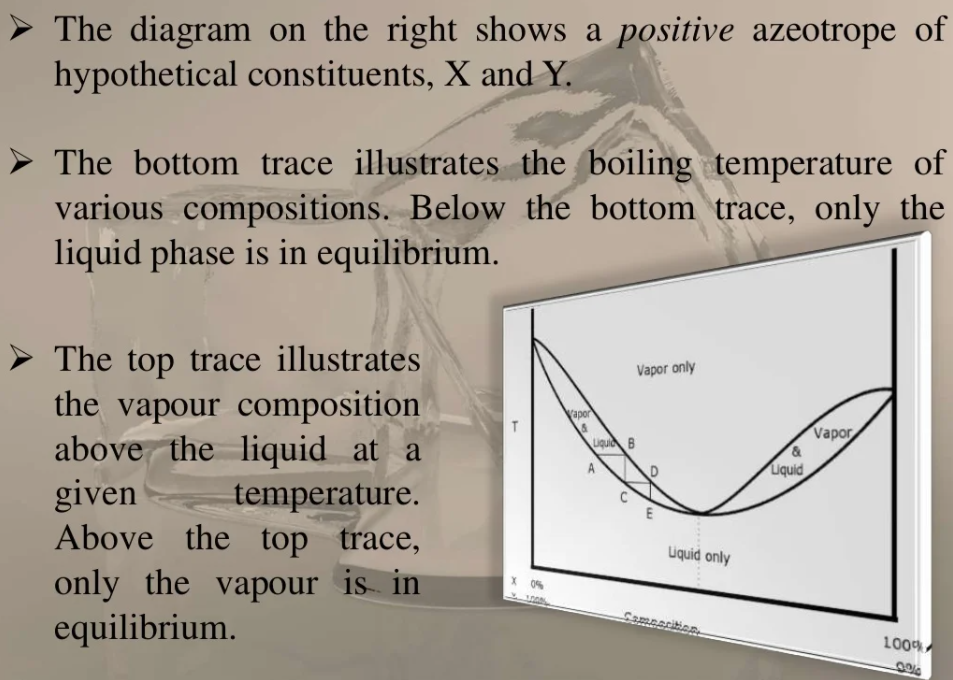 ➢ The diagram on the right shows a positive azeotrope of
hypothetical constituents, X and Y.
➢ The bottom trace illustrates the boiling temperature of
various compositions. Below the bottom trace, only the
liquid phase is in equilibrium.
➢ The top trace illustrates
the vapour composition
above the liquid at a
given temperature.
Above the top trace,
only the vapour is in
equilibrium.
Vapor only
T
Vapor
&
Liquid
B
A
D
C
E
Vapor
&
Liquid
Liquid only
X 0%
Y 100%
Composition
100%
0%